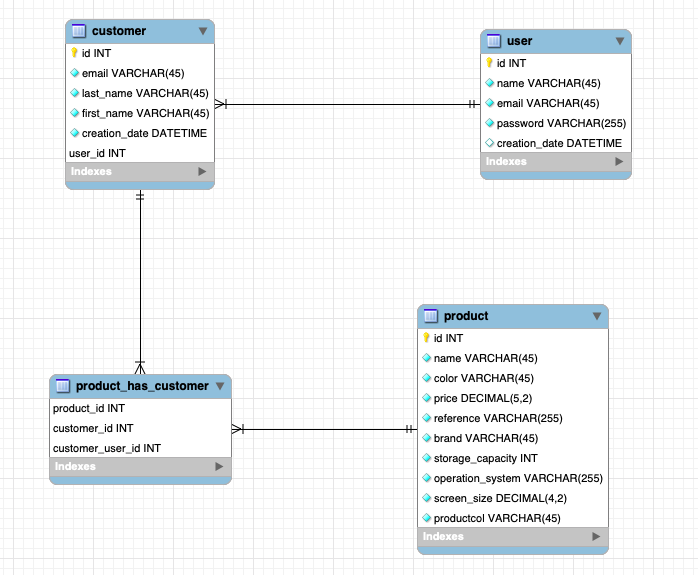 customer
id INT
email VARCHAR(45)
last_name VARCHAR(45)
first_name VARCHAR(45)
creation_date DATETIME
user_id INT
Indexes
user
id INT
name VARCHAR(45)
email VARCHAR(45)
password VARCHAR(255)
creation_date DATETIME
Indexes
product_has_customer
product_id INT
customer_id INT
customer_user_id INT
Indexes
product
id INT
name VARCHAR(45)
color VARCHAR(45)
price DECIMAL(5,2)
reference VARCHAR(255)
brand VARCHAR(45)
storage_capacity INT
operation_system VARCHAR(255)
screen_size DECIMAL(4,2)
productcol VARCHAR(45)
Indexes